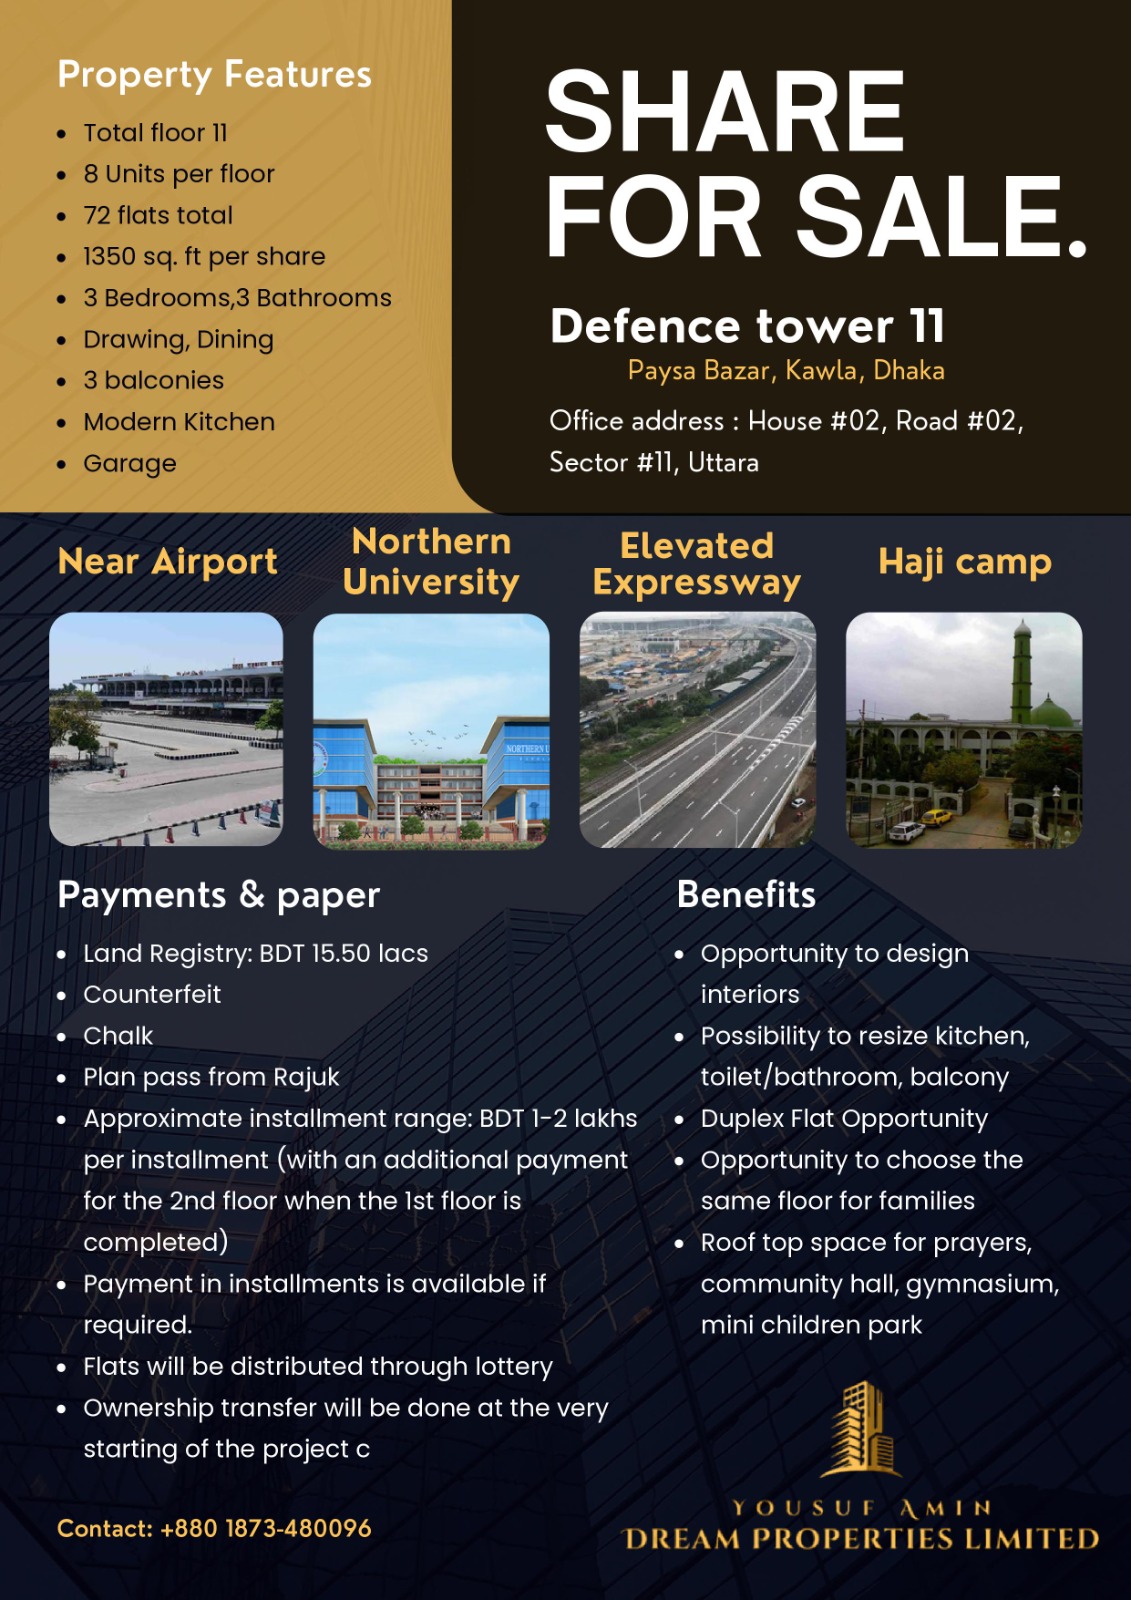 Property Features
Total floor 11
8 Units per floor
72 flats total
1350 sq. ft per share
3 Bedrooms,3 Bathrooms
Drawing, Dining
3 balconies
Modern Kitchen
Garage
SHARE
FOR SALE.
Defence tower 11
Paysa Bazar, Kawla, Dhaka
Office address : House #02, Road #02,
Sector #11, Uttara
Near Airport
Northern
University
Elevated
Expressway
Haji camp
NORTHERN U
Payments & paper
Land Registry: BDT 15.50 lacs
Counterfeit
Chalk
Plan pass from Rajuk
Approximate installment range: BDT 1-2 lakhs
per installment (with an additional payment
for the 2nd floor when the 1st floor is
completed)
Payment in installments is available if
required.
Flats will be distributed through lottery
Ownership transfer will be done at the very
starting of the project c
Benefits
Opportunity to design
interiors
Possibility to resize kitchen,
toilet/bathroom, balcony
Duplex Flat Opportunity
Opportunity to choose the
same floor for families
Roof top space for prayers,
community hall, gymnasium,
mini children park
Contact: +880 1873-480096
YOUSUF AMIN
DREAM PROPERTIES LIMITED